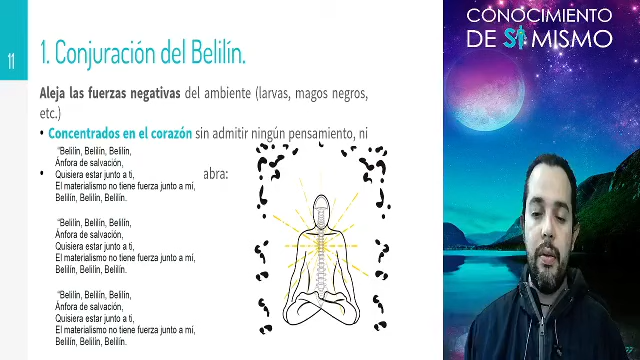 11
1. Conjuración del Belilín.
Aleja las fuerzas negativas del ambiente (larvas, magos negros,
etc.)
• Concentrados en el corazón sin admitir ningún pensamiento, ni
"Belilín, Belilín, Belilín,
Ánfora de salvación,
Quisiera estar junto a ti,
El materialismo no tiene fuerza junto a mí,
Belilín, Belilín, Belilín.
• abra:
"Belilín, Belilín, Belilín,
Ánfora de salvación,
Quisiera estar junto a ti,
El materialismo no tiene fuerza junto a mí,
Belilín, Belilín, Belilín.
"Belilín, Belilín, Belilín,
Ánfora de salvación,
Quisiera estar junto a ti,
El materialismo no tiene fuerza junto a mí,
Belilín, Belilín, Belilín.
CONOCIMIENTO
DE SÍ MISMO